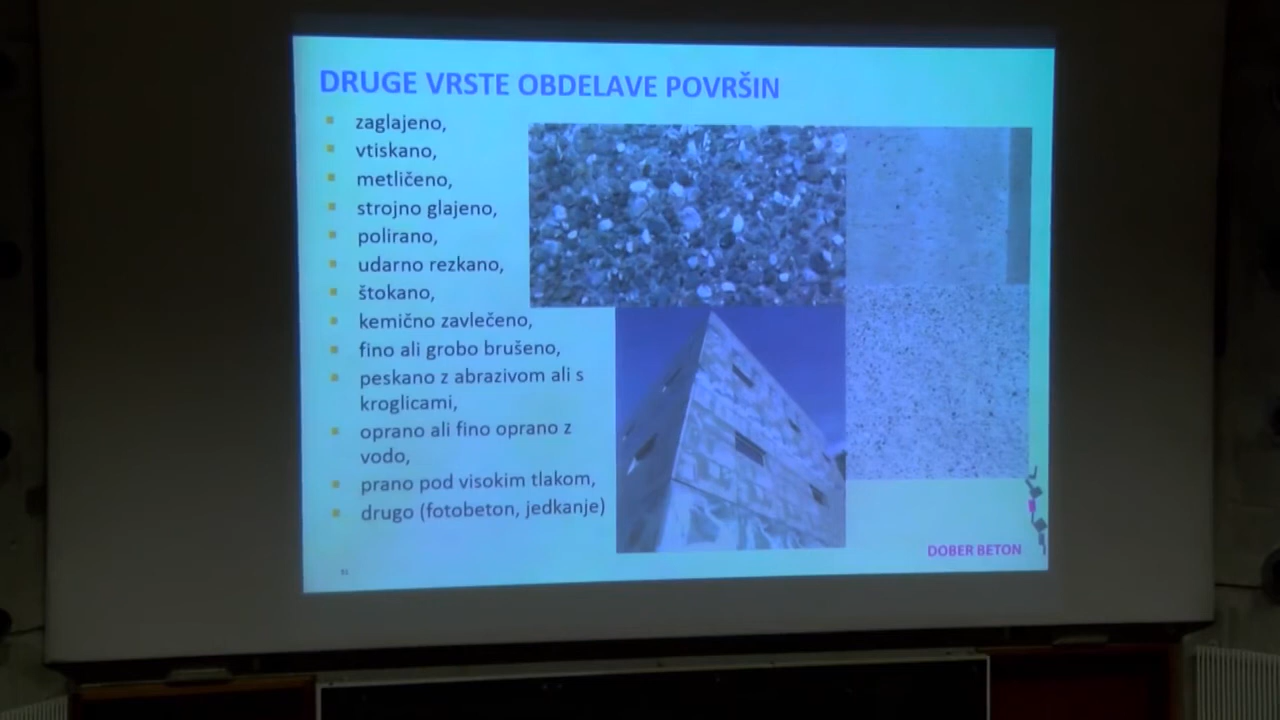 DRUGE VRSTE OBDELAVE POVRŠIN
zaglajeno,
vtiskano,
metličeno,
strojno glajeno,
polirano,
udarno rezkano,
štokano,
kemično zavlečeno,
fino ali grobo brušeno,
peskano z abrazivom ali s
kroglicami,
oprano ali fino oprano z
vodo,
prano pod visokim tlakom,
drugo (fotobeton, jedkanje)
DOBER BETON